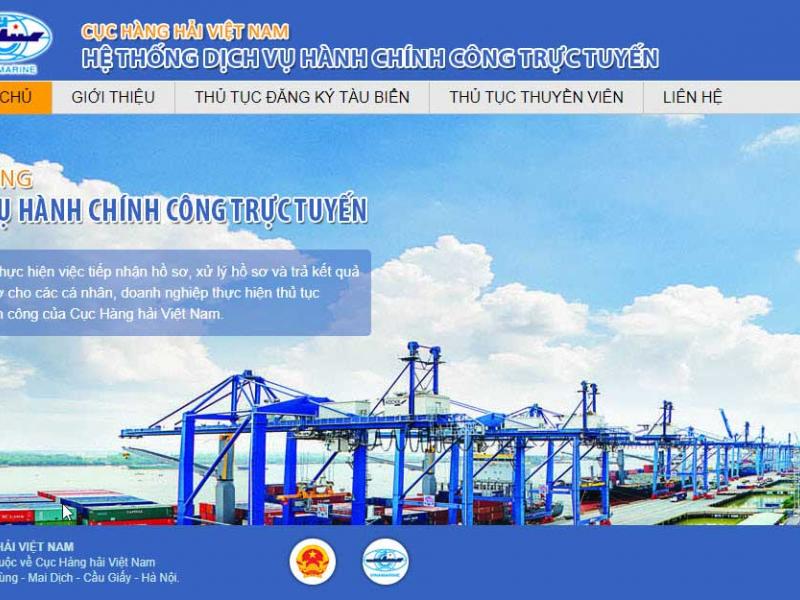 CỤC HÀNG HẢI VIỆT NAM
HỆ THỐNG DỊCH VỤ HÀNH CHÍNH CÔNG TRỰC TUYẾN
MARINE
CHỦ GIỚI THIỆU THỦ TỤC ĐĂNG KÝ TÀU BIỂN THỦ TỤC THUYỀN VIÊN LIÊN HỆ
NG
Ụ HÀNH CHÍNH CÔNG TRỰC TUYẾN
hực hiện việc tiếp nhận hồ sơ, xử lý hồ sơ và trả kết quả
cho các cá nhân, doanh nghiệp thực hiện thủ tục
công của Cục Hàng hải Việt Nam.
HẢI VIỆT NAM
uộc về Cục Hàng hải Việt Nam
ùng - Mai Dịch - Cầu Giấy - Hà Nội.
VINAMARINE